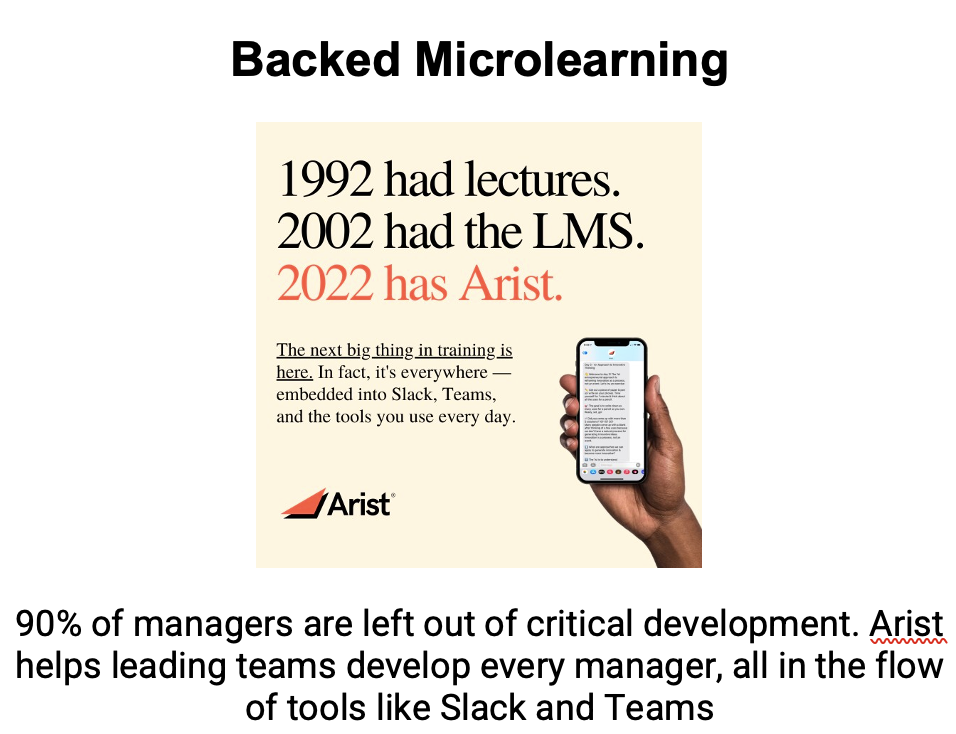 Backed Microlearning
1992 had lectures.
2002 had the LMS.
2022 has Arist.
The next big thing in training is
here. In fact, it's everywhere —
embedded into Slack, Teams,
and the tools you use every day.
Arist®
90% of managers are left out of critical development. Arist
helps leading teams develop every manager, all in the flow
of tools like Slack and Teams